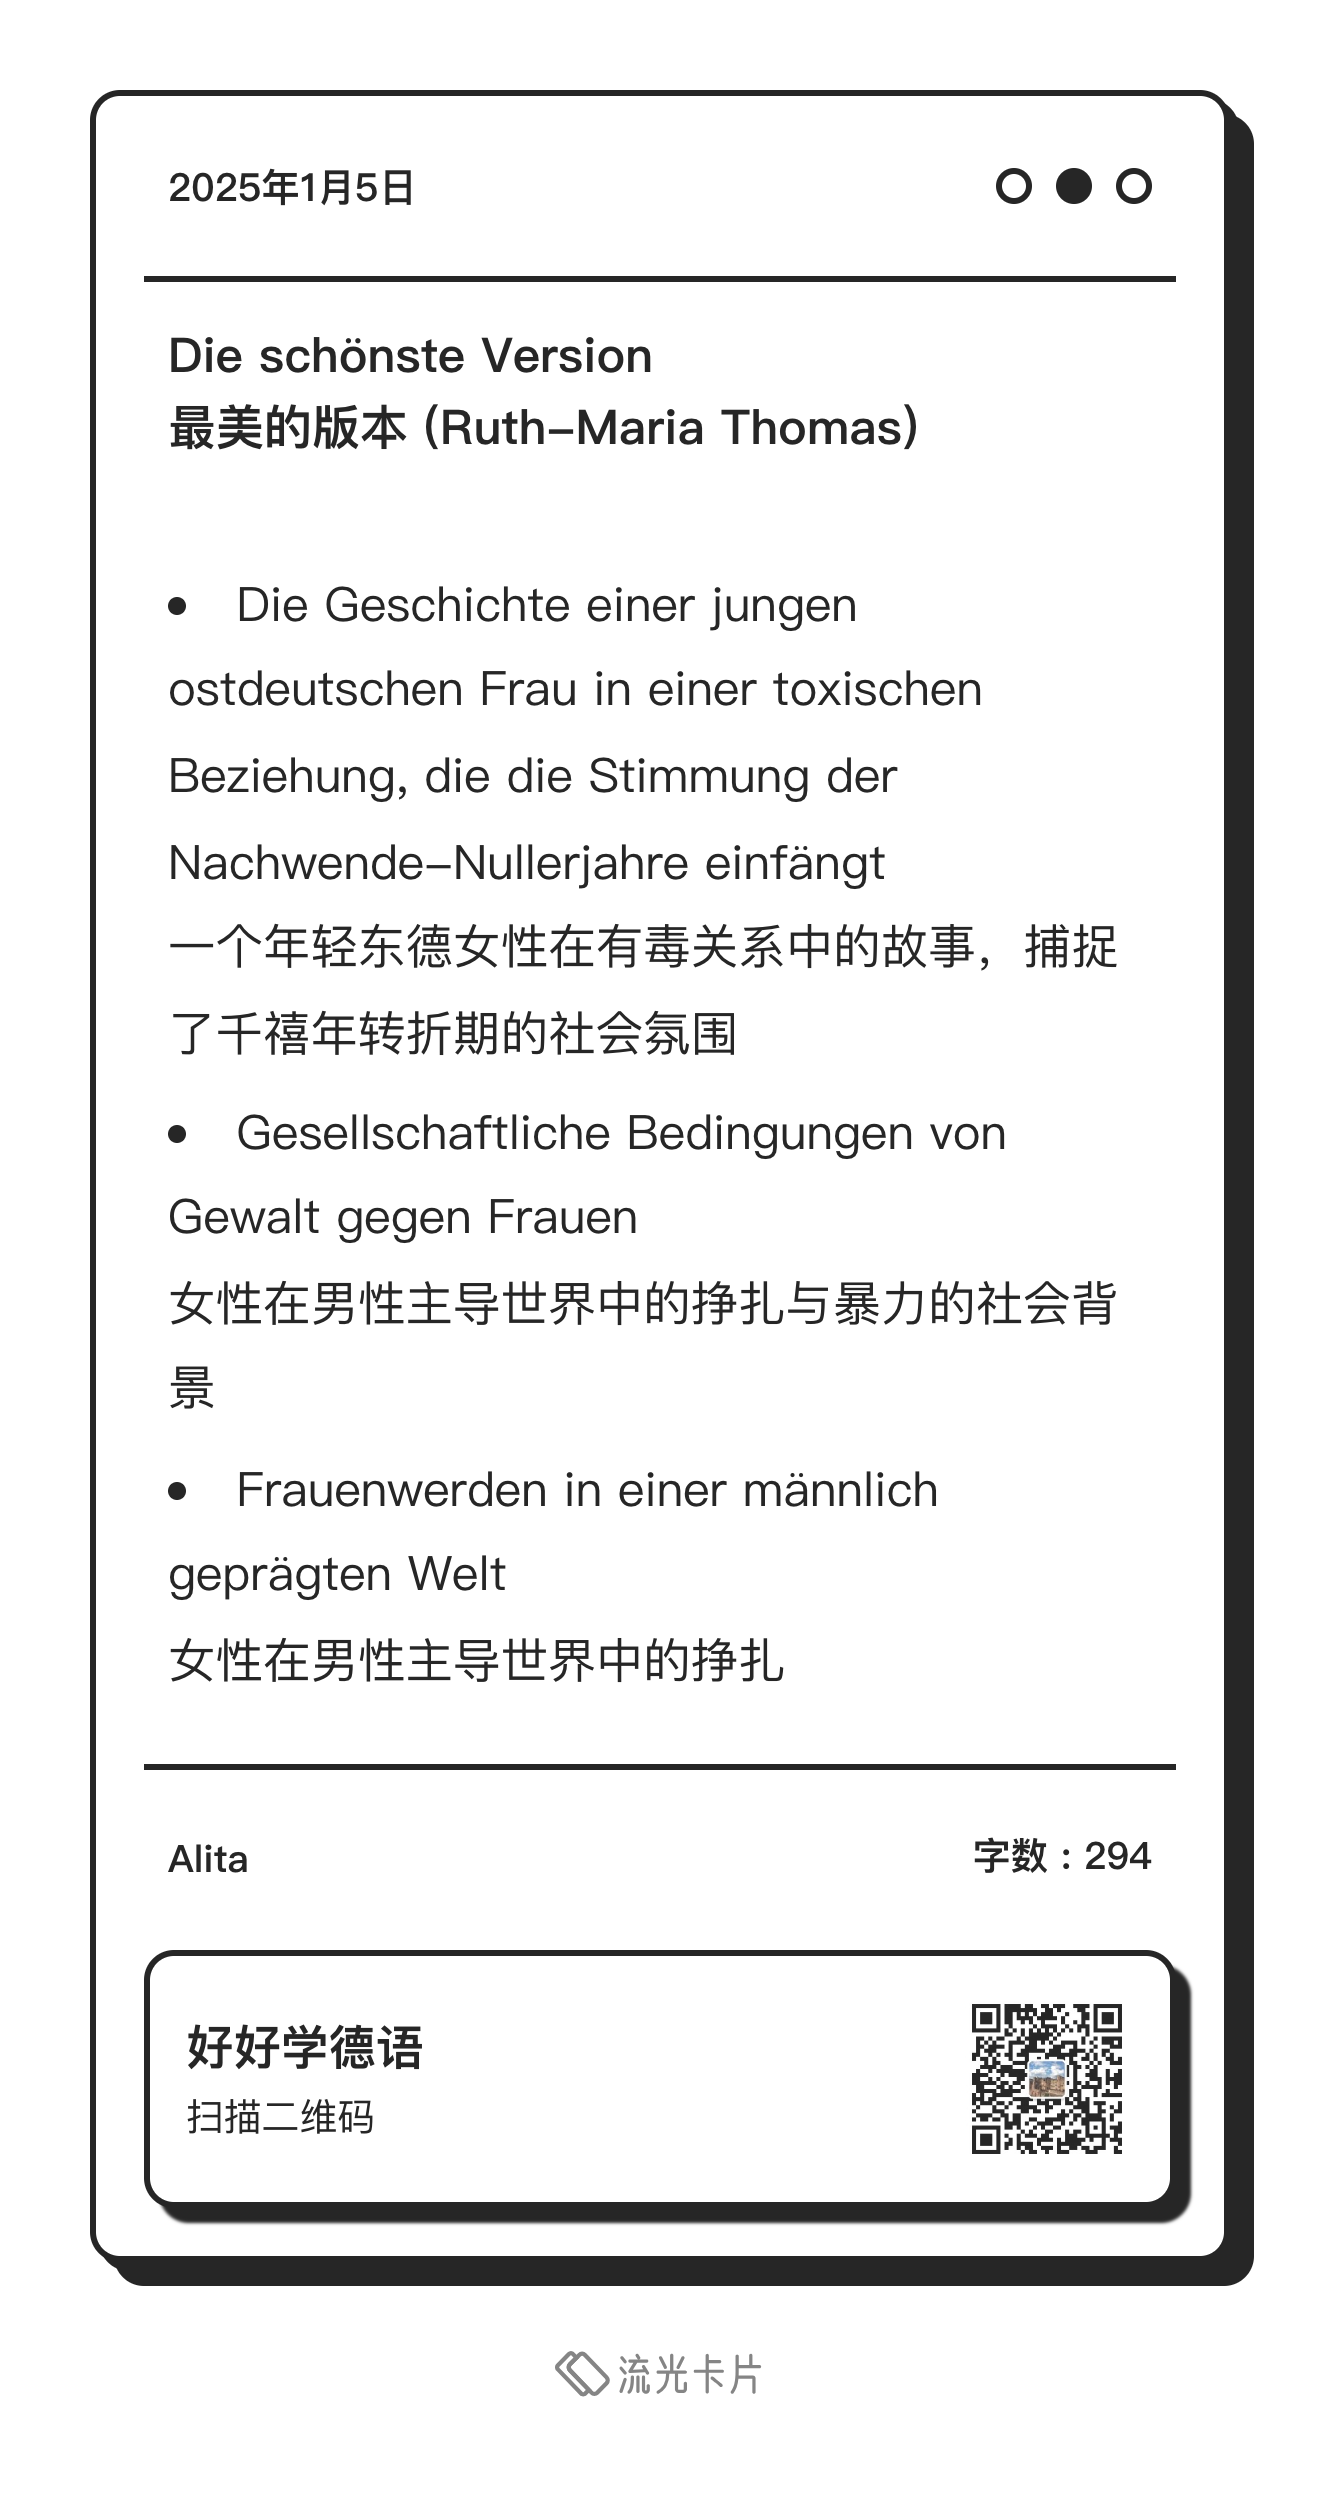 2025年1月5日
Die schönste Version
最美的版本 (Ruth-Maria Thomas)
• Die Geschichte einer jungen
ostdeutschen Frau in einer toxischen
Beziehung, die die Stimmung der
Nachwende-Nullerjahre einfängt
一个年轻东德女性在有毒关系中的故事，捕捉
了千禧年转折期的社会氛围
• Gesellschaftliche Bedingungen von
Gewalt gegen Frauen
女性在男性主导世界中的挣扎与暴力的社会背
景
• Frauenwerden in einer männlich
geprägten Welt
女性在男性主导世界中的挣扎
Alita
字数：294
好好学德语
扫描二维码
流光卡片